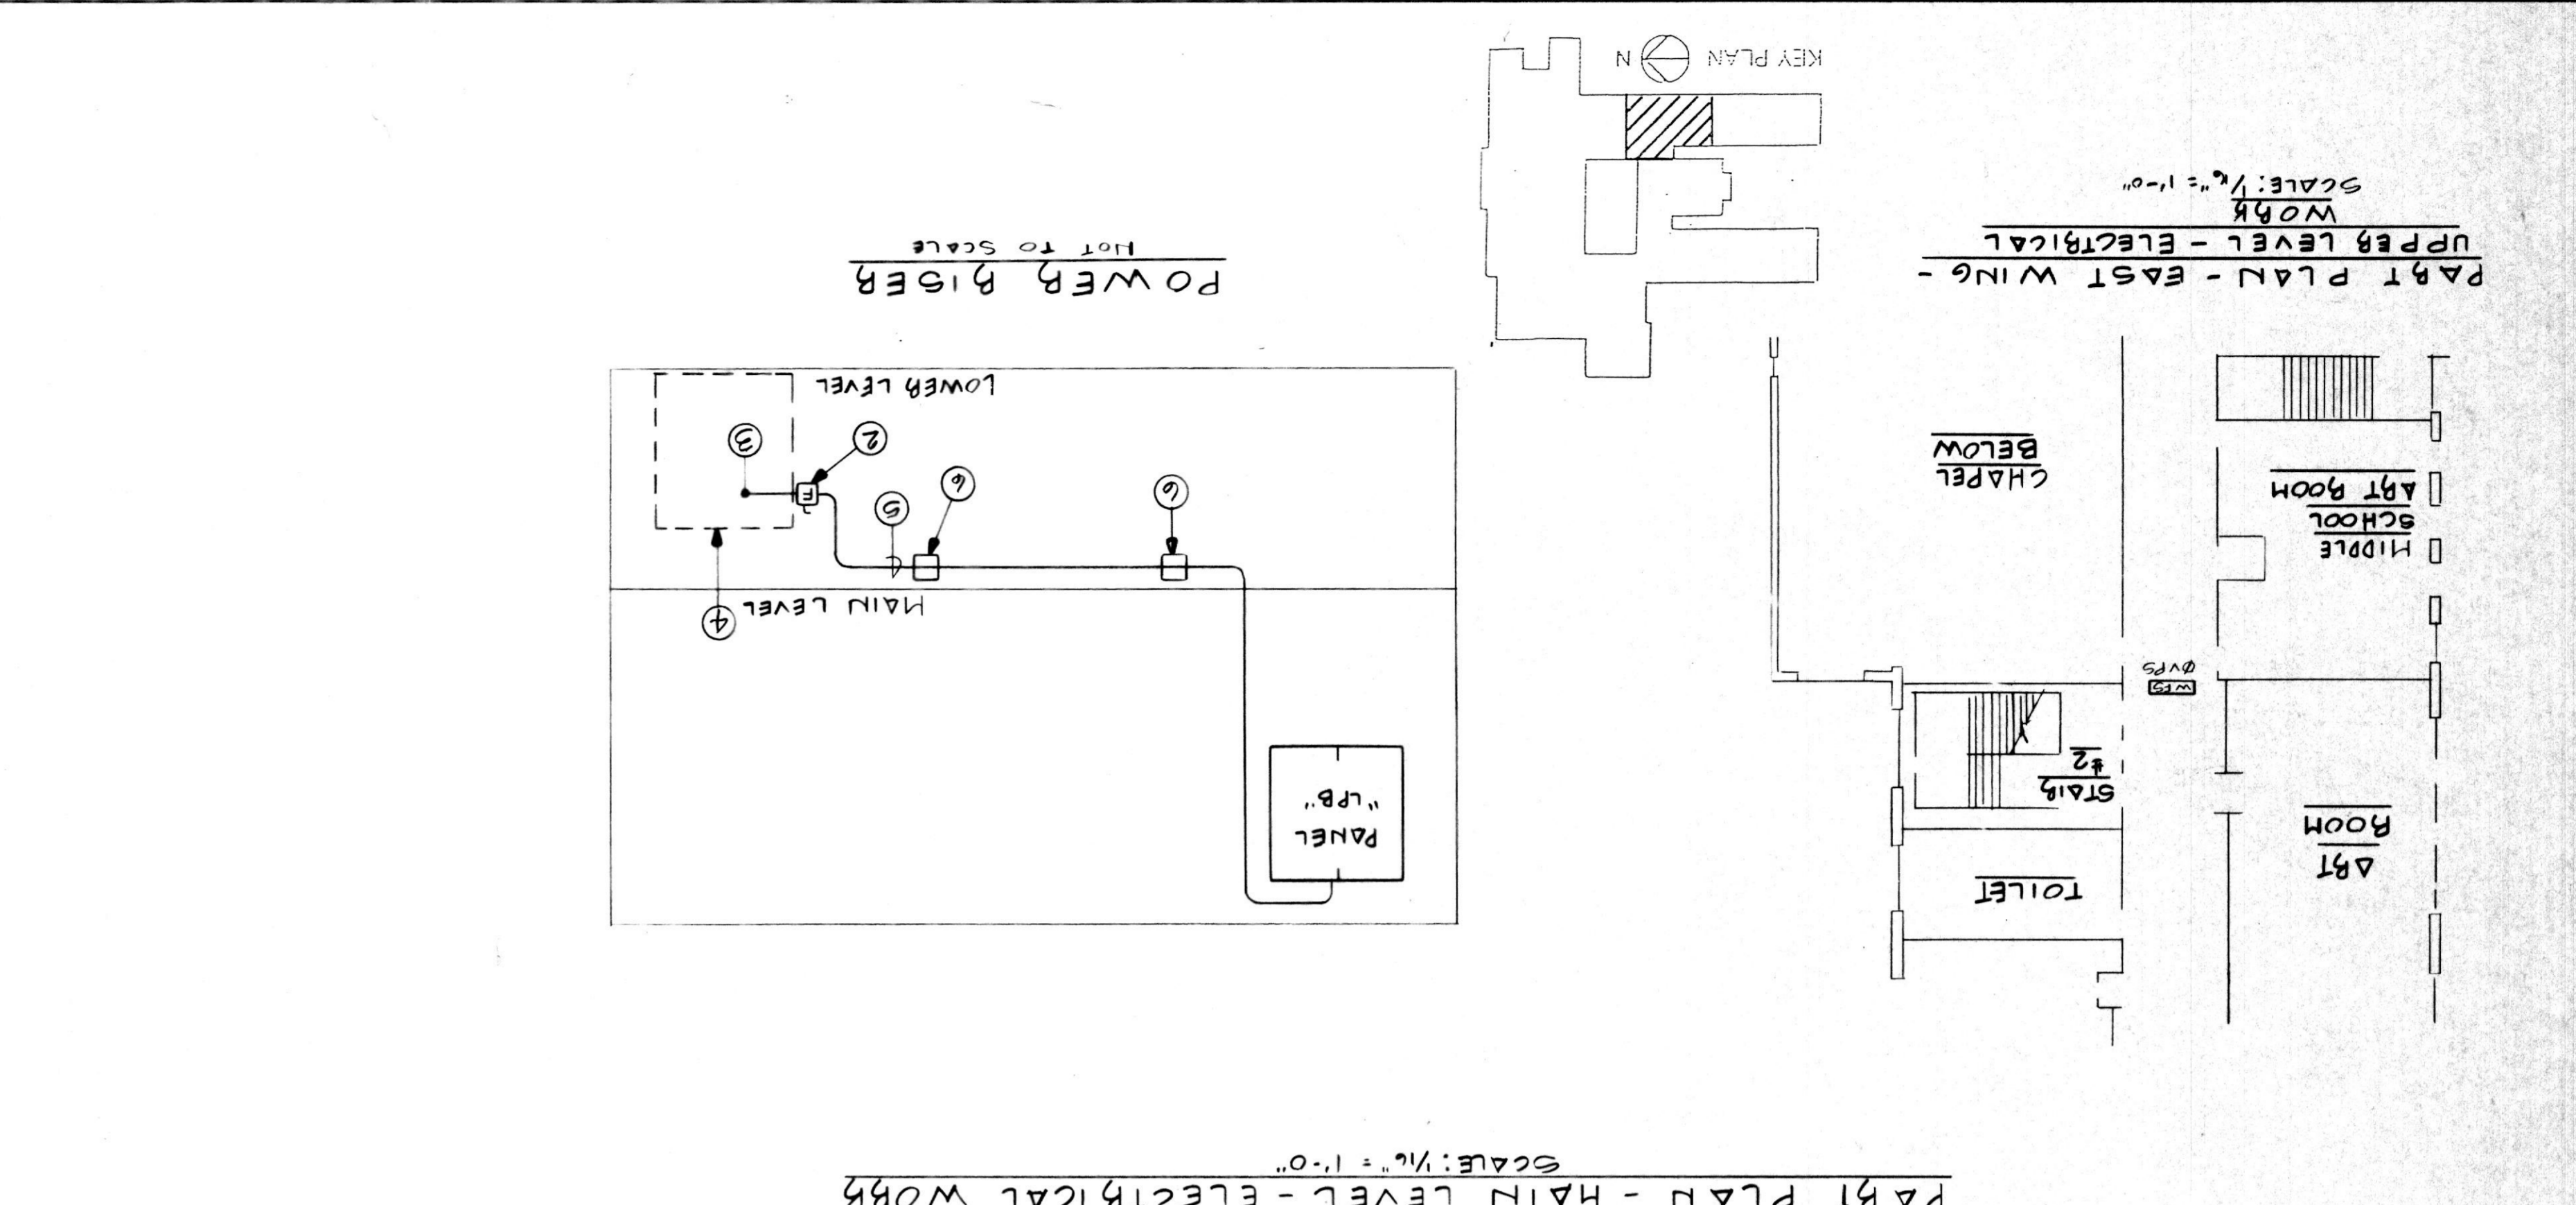 PART PLAN - MAIN LEVEL - ELECTRICAL WORK
SCALE: 1/16" = 1'-0"
ART
ROOM
TOILET
STAIR
#2
WFS
ØVPS
MIDDLE
SCHOOL
ART ROOM
CHAPEL
BELOW
PART PLAN - EAST WING -
UPPER LEVEL - ELECTRICAL
WORK
SCALE: 1/16" = 1'-0"
PANEL
"LPB"
MAIN LEVEL
4
6
6
5
F
2
3
LOWER LEVEL
POWER RISER
NOT TO SCALE
KEY PLAN
N